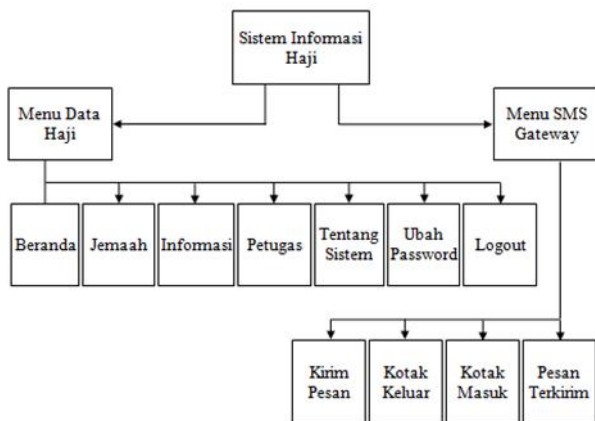 Sistem Informasi
Haji
Menu Data
Haji
Menu SMS
Gateway
Beranda
Jemaah
Informasi
Petugas
Tentang
Sistem
Ubah
Password
Logout
Kirim
Pesan
Kotak
Keluar
Kotak
Masuk
Pesan
Terkirim